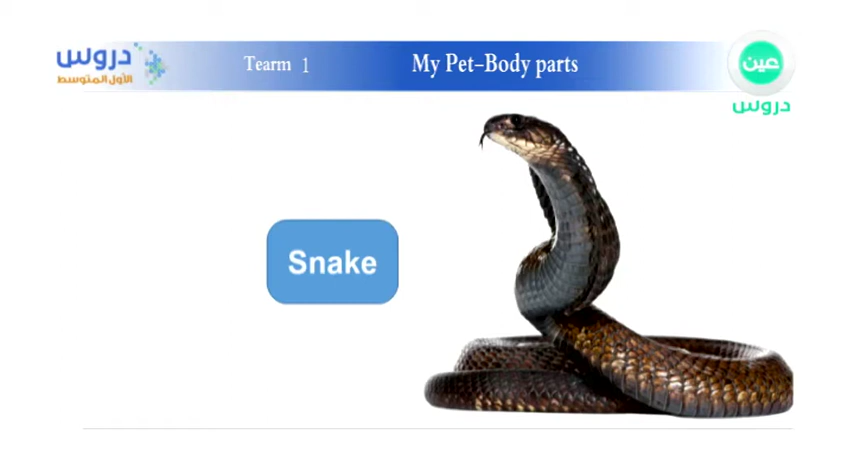 دروس
الأول المتوسط
Tearm 1
My Pet-Body parts
عين
دروس
Snake